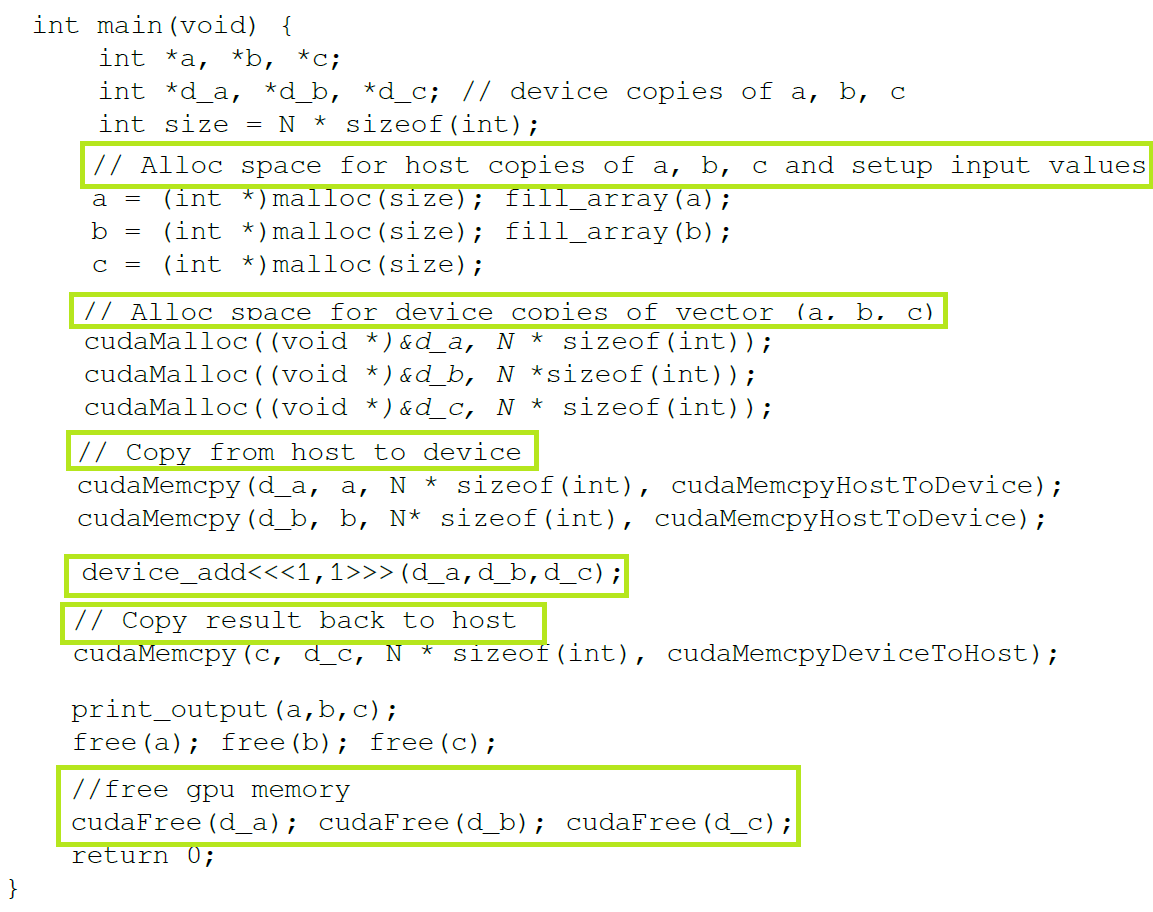 int main(void) {
int *a, *b, *c;
int *d_a, *d_b, *d_c; // device copies of a, b, c
int size = N * sizeof(int);
// Alloc space for host copies of a, b, c and setup input values
a = (int *)malloc(size); fill_array(a);
b = (int *)malloc(size); fill_array(b);
c = (int *)malloc(size);
// Alloc space for device copies of vector (a, b, c)
cudaMalloc((void *)&d_a, N * sizeof(int));
cudaMalloc((void *)&d_b, N *sizeof(int));
cudaMalloc((void *)&d_c, N * sizeof(int));
// Copy from host to device
cudaMemcpy(d_a, a, N * sizeof(int), cudaMemcpyHostToDevice);
cudaMemcpy(d_b, b, N* sizeof(int), cudaMemcpyHostToDevice);
device_add<<<1,1>>>(d_a,d_b,d_c);
// Copy result back to host
cudaMemcpy(c, d_c, N * sizeof(int), cudaMemcpyDeviceToHost);
print_output(a,b,c);
free(a); free(b); free(c);
//free gpu memory
cudaFree(d_a); cudaFree(d_b); cudaFree(d_c);
return 0;
}